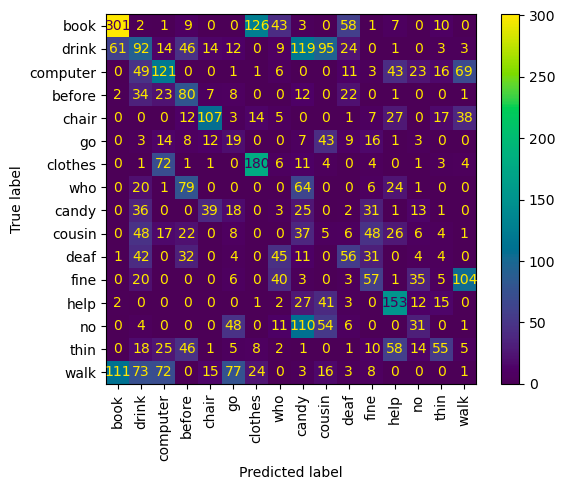 book 301 2 1 9 0 0 126 43 3 0 58 1 7 0 10 0
drink 61 92 14 46 14 12 0 9 119 95 24 0 1 0 3 3
computer 0 49 121 0 0 1 1 6 0 0 11 3 43 23 16 69
before 2 34 23 80 7 8 0 0 12 0 22 0 1 0 0 1
chair 0 0 0 12 107 3 14 5 0 0 1 7 27 0 17 38
go 0 3 14 8 12 19 0 0 7 43 9 16 1 3 0 0
clothes 0 1 72 1 1 0 180 6 11 4 0 4 0 1 3 4
who 0 20 1 79 0 0 0 0 64 0 0 6 24 1 0 0
candy 0 36 0 0 39 18 0 3 25 0 2 31 1 13 1 0
cousin 0 48 17 22 0 8 0 0 37 5 6 48 26 6 4 1
deaf 1 42 0 32 0 4 0 45 11 0 56 31 0 4 4 0
fine 0 20 0 0 0 6 0 40 3 0 3 57 1 35 5 104
help 2 0 0 0 0 0 1 2 27 41 3 0 153 12 15 0
no 0 4 0 0 0 48 0 11 110 54 6 0 0 31 0 1
thin 0 18 25 46 1 5 8 2 1 0 1 10 58 14 55 5
walk 111 73 72 0 15 77 24 0 3 16 3 8 0 0 0 1
book drink computer before chair go clothes who candy cousin deaf fine help no thin walk
Predicted label
True label
300
250
200
150
100
50
0